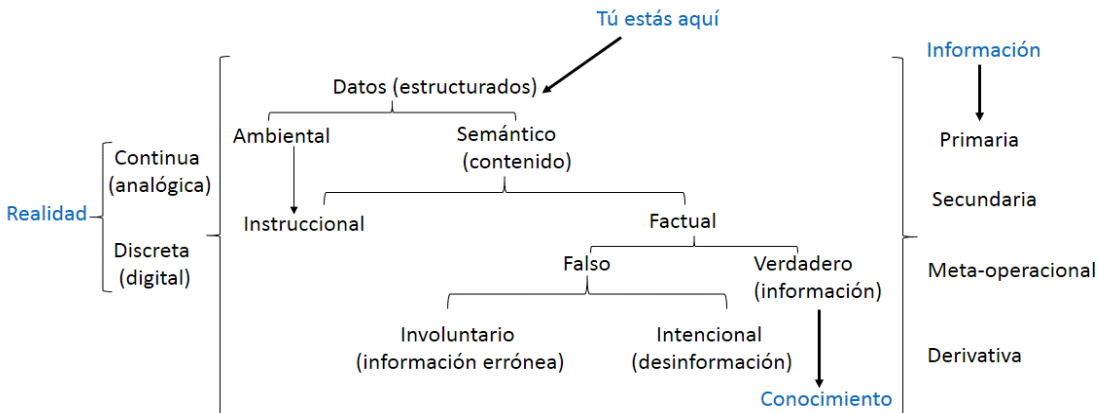 Tú estás aquí
Información
Datos (estructurados)
Ambiental
Semántico
(contenido)
Primaria
Continua
(analógica)
Secundaria
Realidad
Instruccional
Factual
Discreta
(digital)
Falso
Verdadero
(información)
Meta-operacional
Involuntario
(información errónea)
Intencional
(desinformación)
Derivativa
Conocimiento